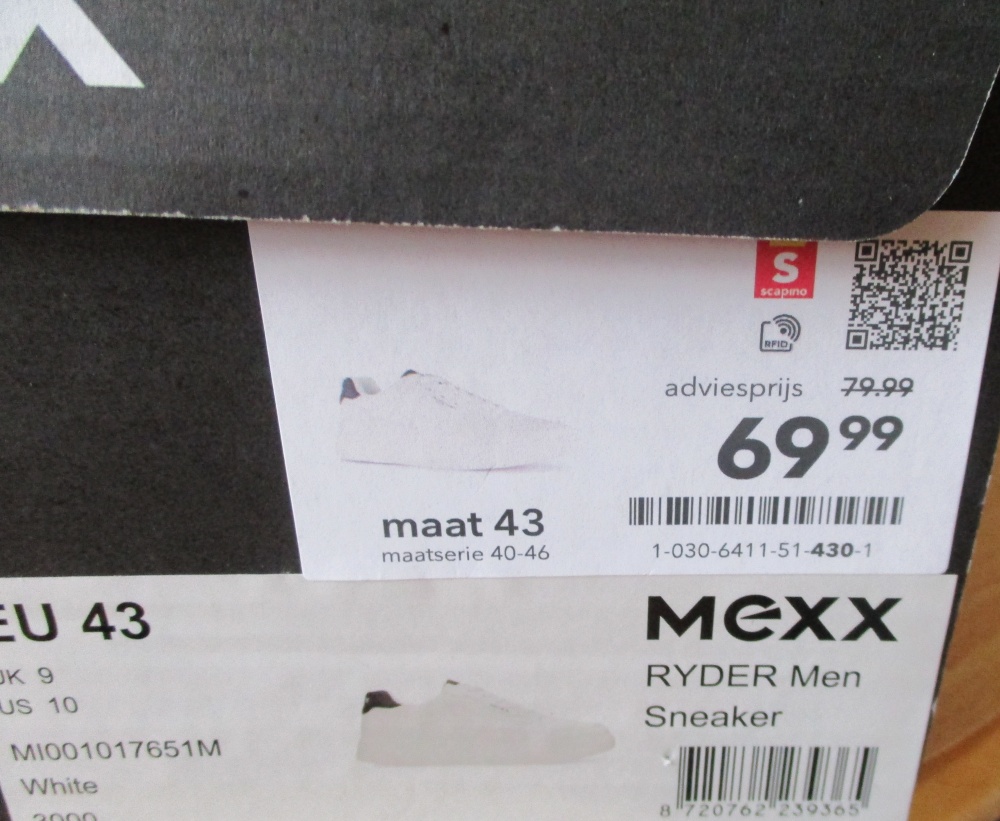 S
scapino
RFID
adviesprijs 79.99
69 99
maat 43
maatserie 40-46
1-030-6411-51-430-1
EU 43
UK 9
US 10
MI001017651M
White
MEXX
RYDER Men
Sneaker
8 720762 239365